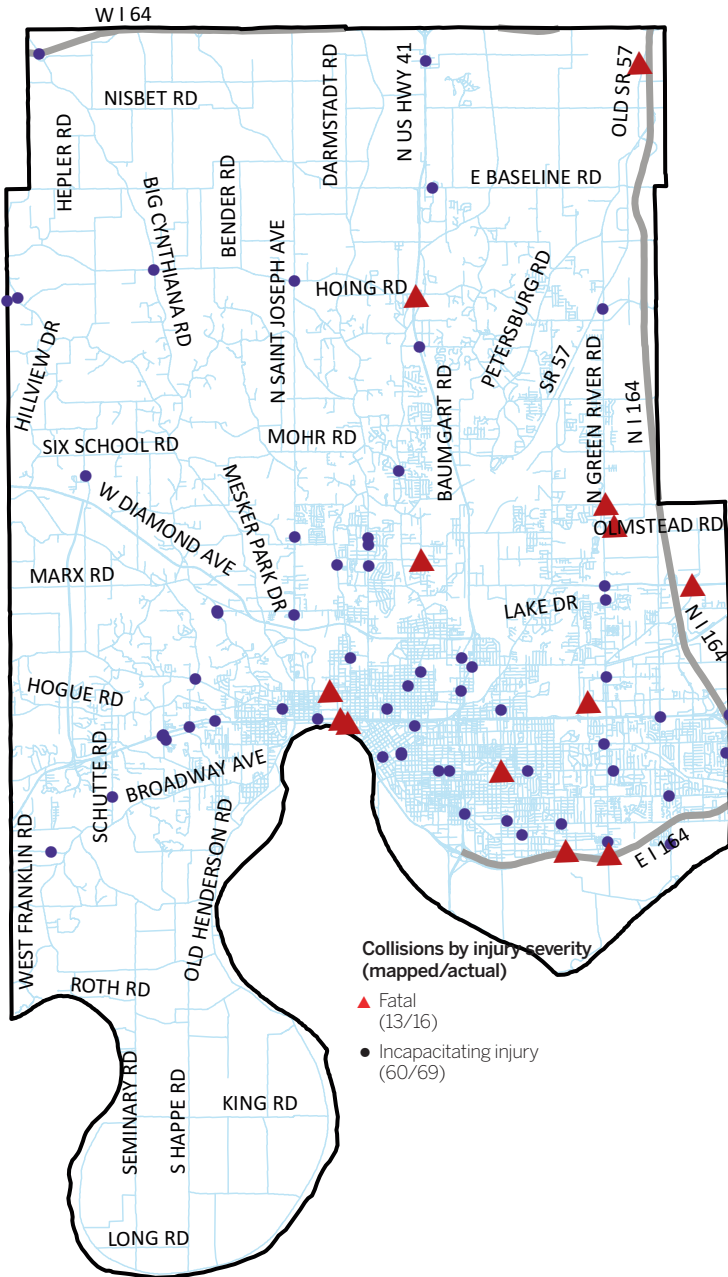 W I 64
NISBET RD
HEPLER RD
DARMSTADT RD
N US HWY 41
OLD SR 57
BIG CYNTHIANA RD
BENDER RD
E BASELINE RD
N SAINT JOSEPH AVE
HOING RD
PETERSBURG RD
HILLVIEW DR
SR 57
N GREEN RIVER RD
N I 164
BAUMGART RD
SIX SCHOOL RD
MOHR RD
W DIAMOND AVE
MESKER PARK DR
OLMSTEAD RD
MARX RD
LAKE DR
N I 164
HOGUE RD
SCHUTTE RD
BROADWAY AVE
WEST FRANKLIN RD
OLD HENDERSON RD
E I 164
ROTH RD
Collisions by injury severity
(mapped/actual)
Fatal
(13/16)
Incapacitating injury
(60/69)
SEMINARY RD
S HAPPE RD
KING RD
LONG RD